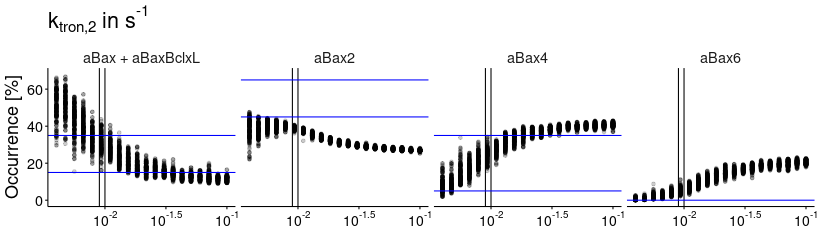 k_tron,2 in s^-1
aBax + aBaxBclxL aBax2 aBax4 aBax6
Occurrence [%]
60
40
20
0
10^-2 10^-1.5 10^-1 10^-2 10^-1.5 10^-1 10^-2 10^-1.5 10^-1 10^-2 10^-1.5 10^-1